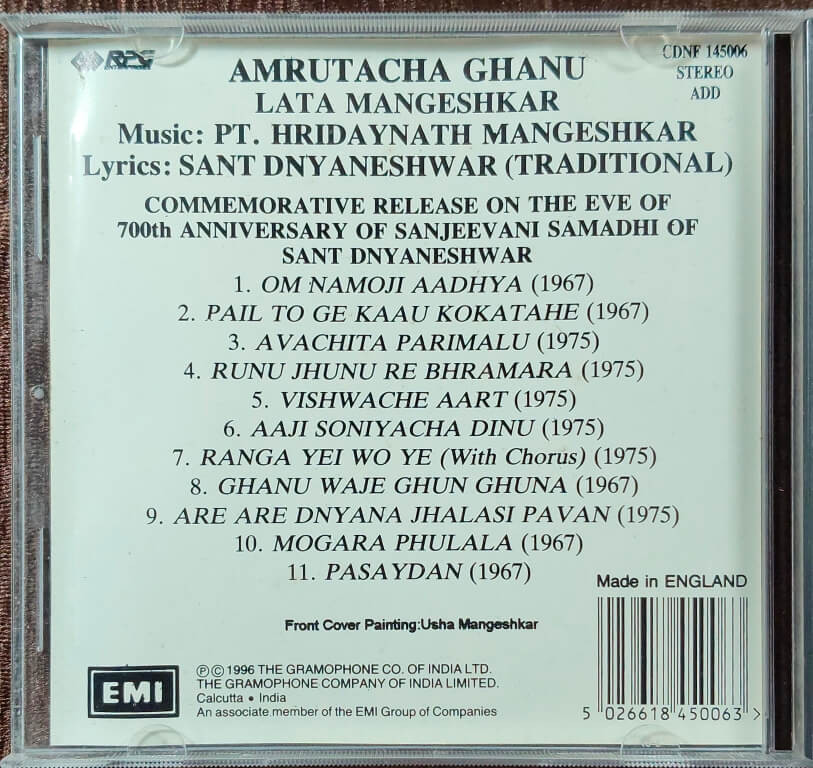 RPG
ENTERPRISES
CDNF 145006
STEREO
ADD
AMRUTACHA GHANU
LATA MANGESHKAR
Music: PT. HRIDAYNATH MANGESHKAR
Lyrics: SANT DNYANESHWAR (TRADITIONAL)
COMMEMORATIVE RELEASE ON THE EVE OF
700th ANNIVERSARY OF SANJEEVANI SAMADHI OF
SANT DNYANESHWAR
1. OM NAMOJI AADHYA (1967)
2. PAIL TO GE KAAU KOKATAHE (1967)
3. AVACHITA PARIMALU (1975)
4. RUNU JHUNU RE BHRAMARA (1975)
5. VISHWACHE AART (1975)
6. AAJI SONIYACHA DINU (1975)
7. RANGA YEI WO YE (With Chorus) (1975)
8. GHANU WAJE GHUN GHUNA (1967)
9. ARE ARE DNYANA JHALASI PAVAN (1975)
10. MOGARA PHULALA (1967)
11. PASAYDAN (1967)
Made in ENGLAND
Front Cover Painting:Usha Mangeshkar
EMI
Ⓟ©1996 THE GRAMOPHONE CO. OF INDIA LTD.
THE GRAMOPHONE COMPANY OF INDIA LIMITED.
Calcutta • India
An associate member of the EMI Group of Companies
5 026618 450063 >